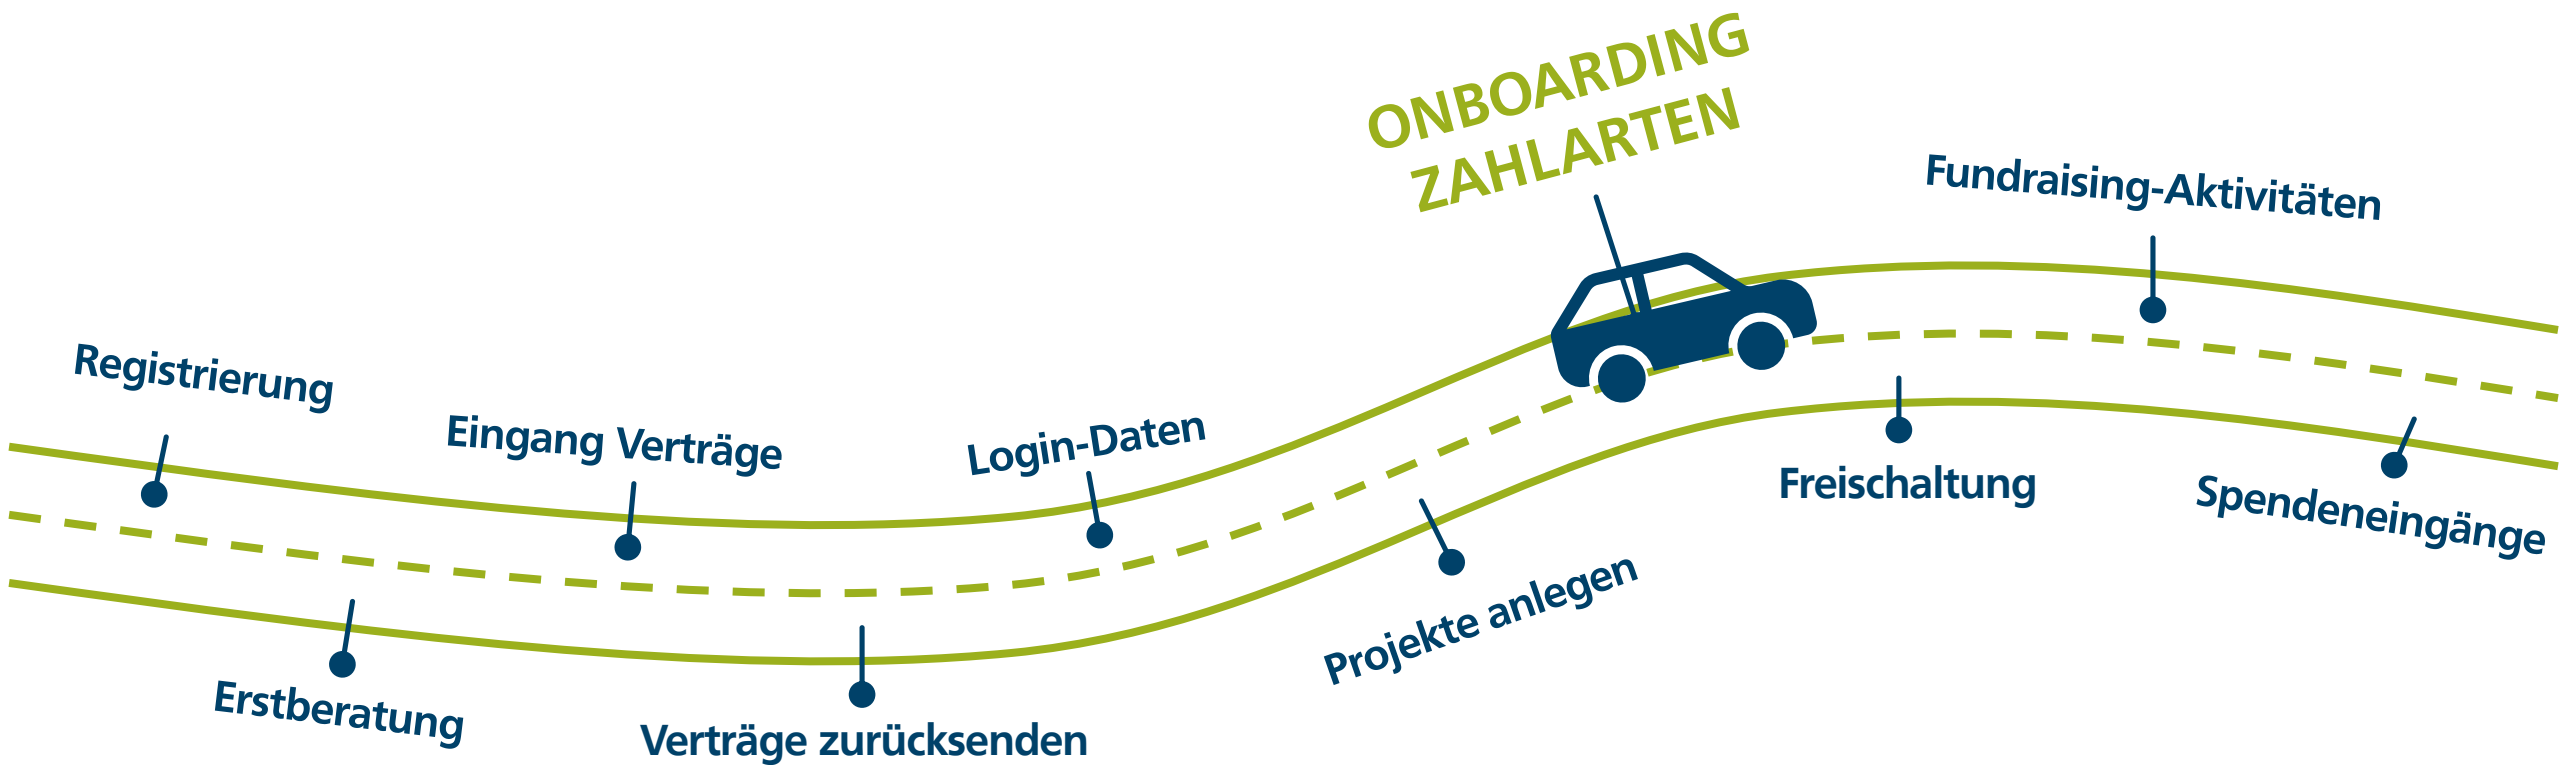 Registrierung
Erstberatung
Eingang Verträge
Verträge zurücksenden
Login-Daten
Projekte anlegen
ONBOARDING
ZAHLARTEN
Freischaltung
Fundraising-Aktivitäten
Spendeneingänge